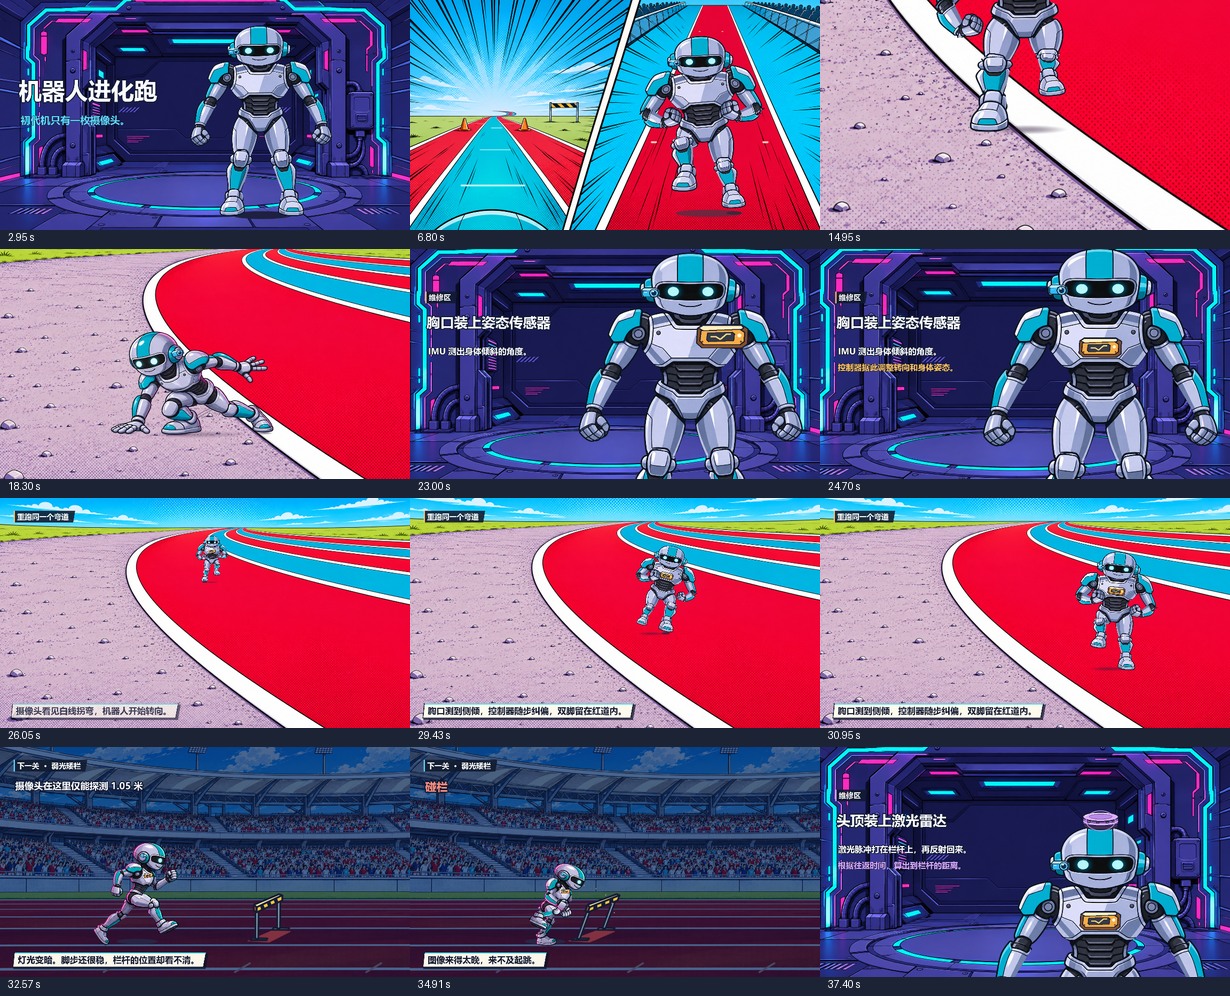 机器人进化跑
初代机只有一枚摄像头。
2.95 s
6.80 s
14.95 s
18.30 s
维修区
胸口装上姿态传感器
IMU 测出身体倾斜的角度。
23.00 s
维修区
胸口装上姿态传感器
IMU 测出身体倾斜的角度。
控制器据此调整转向和身体姿态。
24.70 s
重跑同一个弯道
摄像头看见白线拐弯，机器人开始转向。
26.05 s
重跑同一个弯道
胸口测到侧倾，控制器随步纠偏，双脚留在红道内。
29.43 s
重跑同一个弯道
胸口测到侧倾，控制器随步纠偏，双脚留在红道内。
30.95 s
下一关 · 弱光矮栏
摄像头在这里仅能探测 1.05 米
灯光变暗。脚步还很稳，栏杆的位置却看不清。
32.57 s
下一关 · 弱光矮栏
碰栏
图像来得太晚，来不及起跳。
34.91 s
维修区
头顶装上激光雷达
激光脉冲打在栏杆上，再反射回来。
根据往返时间，算出到栏杆的距离。
37.40 s